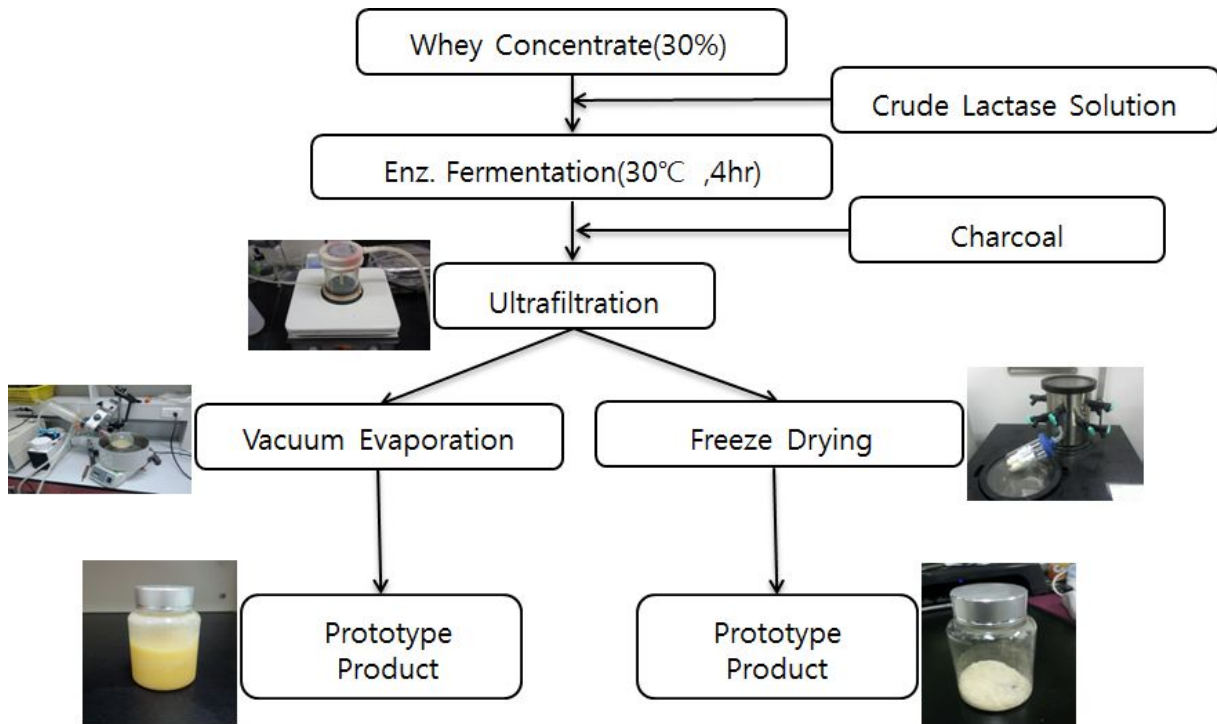 Whey Concentrate(30%)
Crude Lactase Solution
Enz. Fermentation(30℃ ,4hr)
Charcoal
Ultrafiltration
Vacuum Evaporation
Freeze Drying
Prototype
Product
Prototype
Product